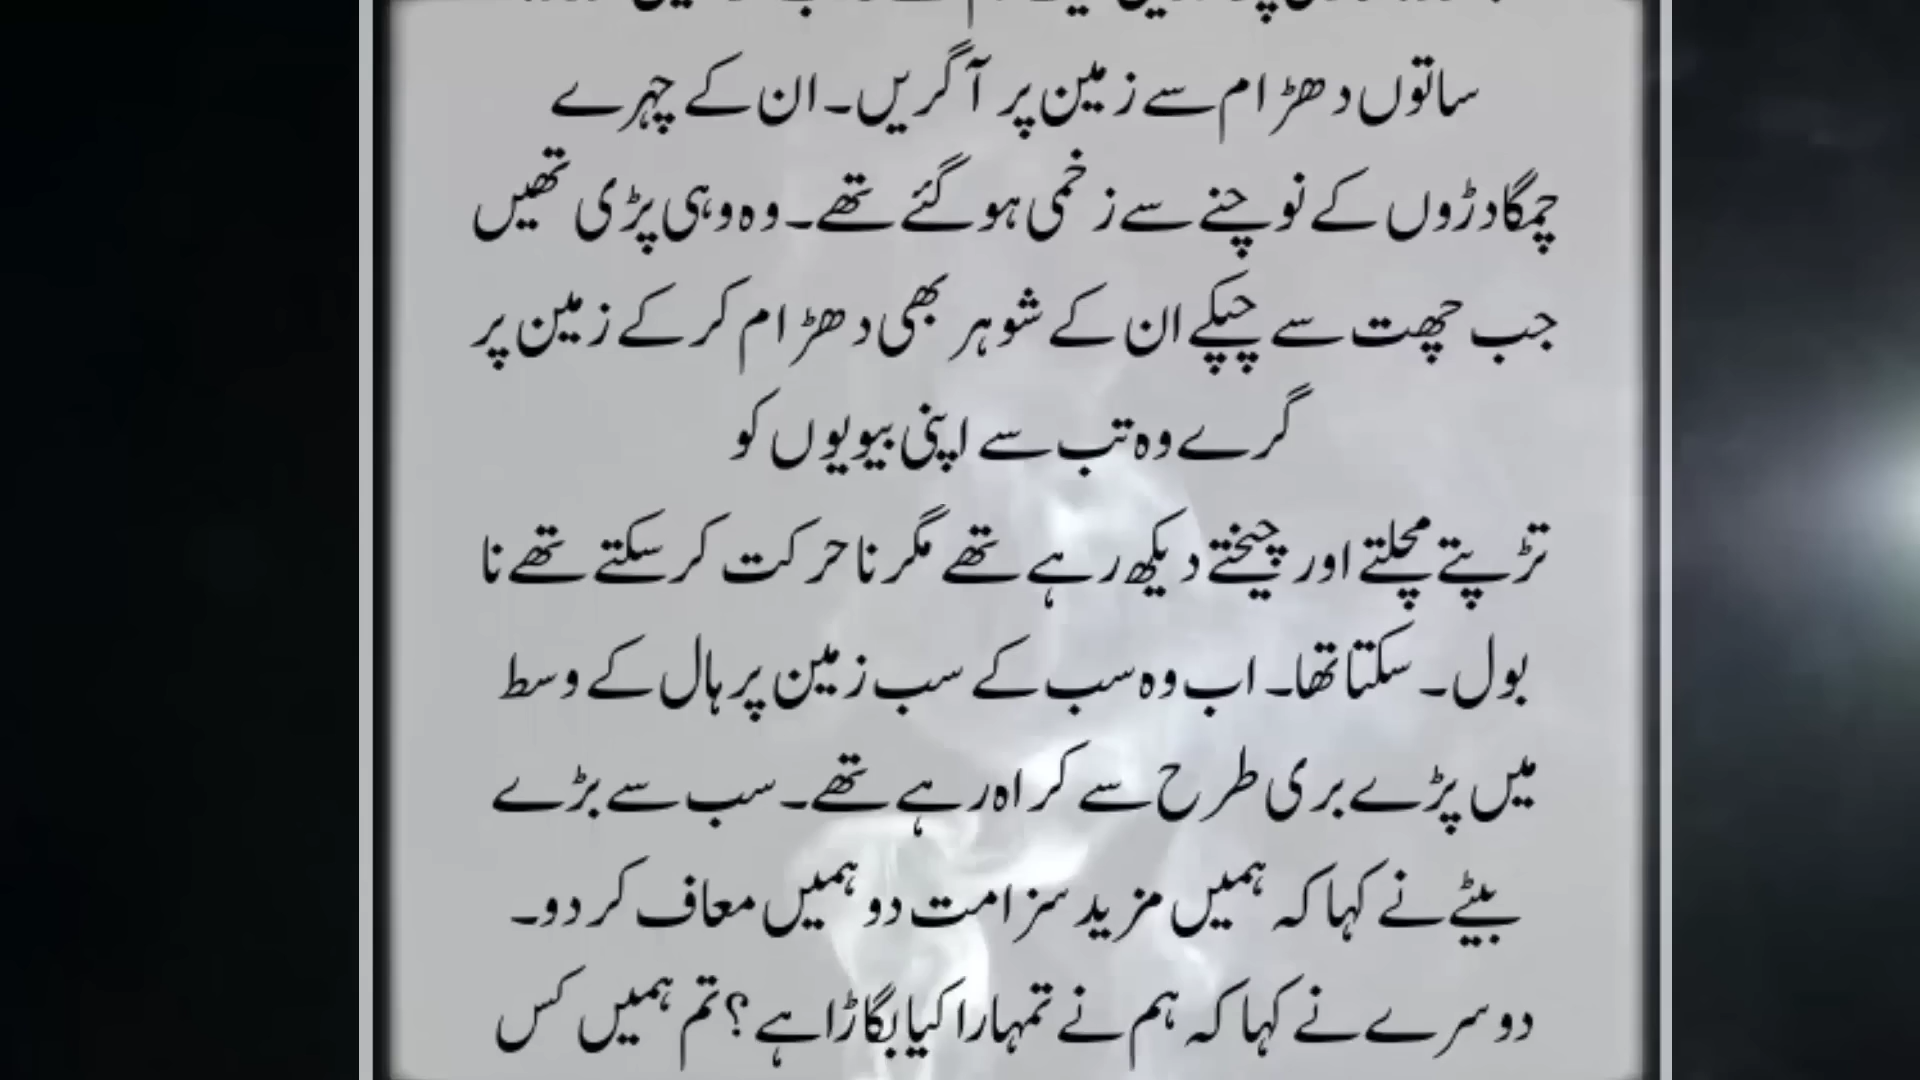 ساتوں دھڑام سے زمین پر آ گریں۔ ان کے چہرے
چمگادڑوں کے نوچنے سے زخمی ہو گئے تھے۔ وہ وہی پڑی تھیں
جب چھت سے چپکے ان کے شوہر بھی دھڑام کر کے زمین پر
گرے وہ تب سے اپنی بیویوں کو
تڑپتے مچلتے اور چیختے دیکھ رہے تھے مگر نا حرکت کر سکتے تھے نا
بول۔ سکتا تھا۔ اب وہ سب کے سب زمین پر ہال کے وسط
میں پڑے بری طرح سے کراہ رہے تھے۔ سب سے بڑے
بیٹے نے کہا کہ ہمیں مزید سزا مت دو ہمیں معاف کر دو۔
دوسرے نے کہا کہ ہم نے تمہارا کیا بگاڑا ہے ؟ تم ہمیں کس